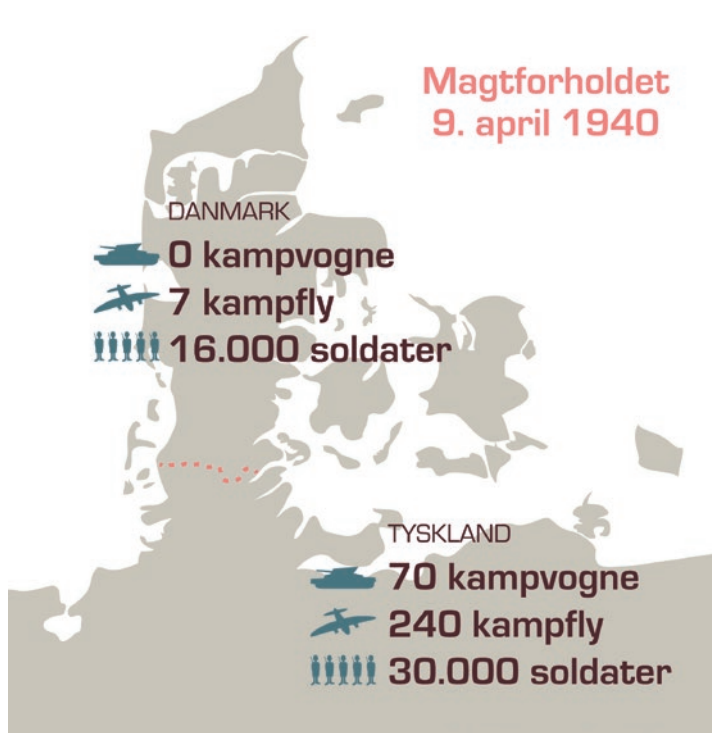 Magtforholdet
9. april 1940
DANMARK
0 kampvogne
7 kampfly
16.000 soldater
TYSKLAND
70 kampvogne
240 kampfly
30.000 soldater